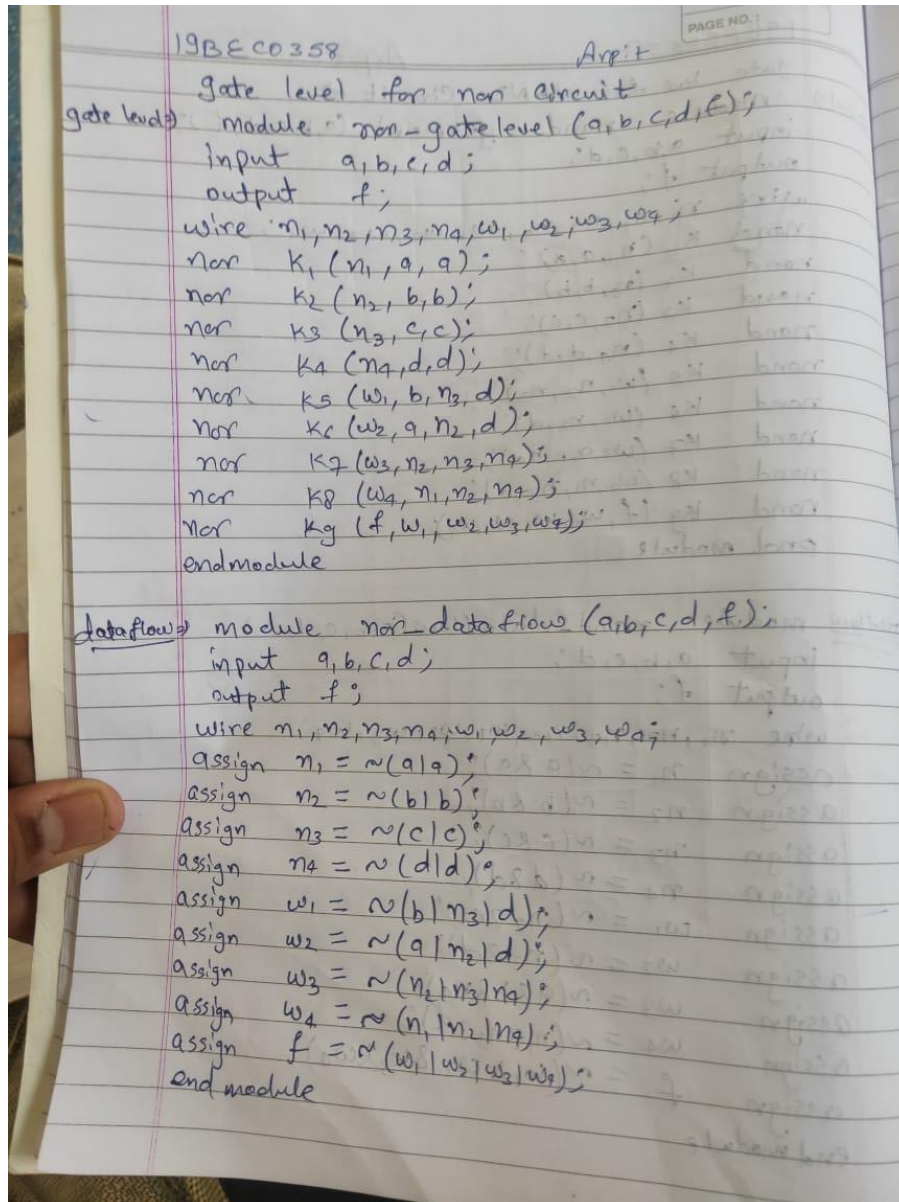 PAGE NO. :
19BEC0358 Arpit
gate level for nor circuit
gate level⇒ module nor-gatelevel (a,b,c,d,f);
input a,b,c,d;
output f;
wire n1,n2,n3,n4,w1,w2,w3,w4;
nor K1 (n1,a,a);
nor K2 (n2,b,b);
nor K3 (n3,c,c);
nor K4 (n4,d,d);
nor K5 (w1,b,n3,d);
nor K6 (w2,a,n2,d);
nor K7 (w3,n2,n3,n4);
nor K8 (w4,n1,n2,n4);
nor K9 (f,w1,w2,w3,w4);
endmodule
dataflow⇒ module nor_dataflow (a,b,c,d,f);
input a,b,c,d;
output f;
wire n1,n2,n3,n4,w1,w2,w3,w4;
assign n1 = ~(a|a);
assign n2 = ~(b|b);
assign n3 = ~(c|c);
assign n4 = ~(d|d);
assign w1 = ~(b|n3|d);
assign w2 = ~(a|n2|d);
assign w3 = ~(n2|n3|n4);
assign w4 = ~(n1|n2|n4);
assign f = ~(w1|w2|w3|w4);
end module